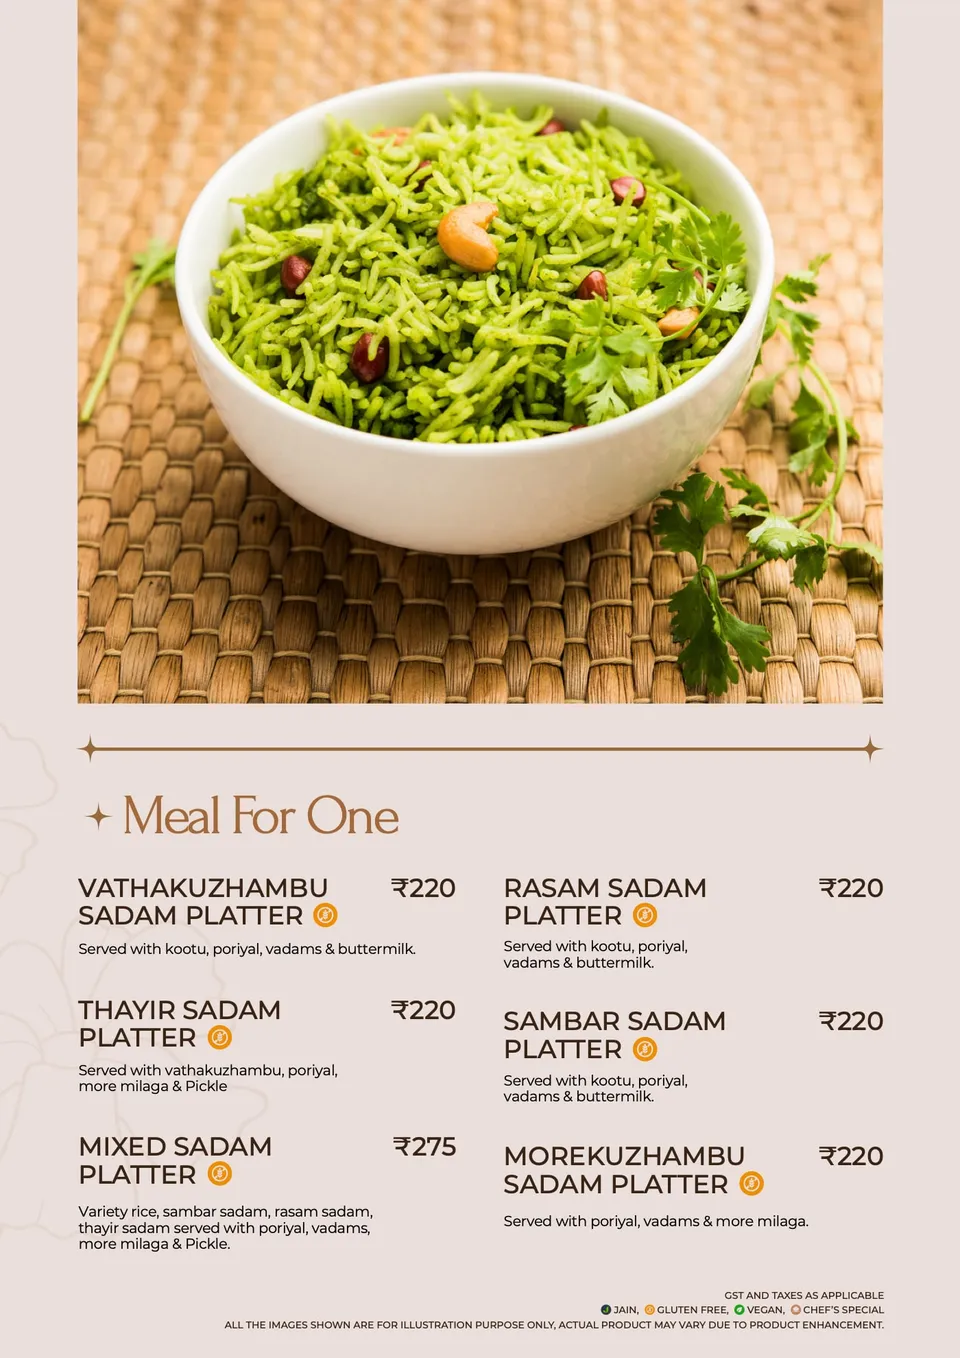 Meal For One
VATHAKUZHAMBU ₹220
SADAM PLATTER
Served with kootu, poriyal, vadams & buttermilk.
THAYIR SADAM ₹220
PLATTER
Served with vathakuzhambu, poriyal,
more milaga & Pickle
MIXED SADAM ₹275
PLATTER
Variety rice, sambar sadam, rasam sadam,
thayir sadam served with poriyal, vadams,
more milaga & Pickle.
RASAM SADAM ₹220
PLATTER
Served with kootu, poriyal,
vadams & buttermilk.
SAMBAR SADAM ₹220
PLATTER
Served with kootu, poriyal,
vadams & buttermilk.
MOREKUZHAMBU ₹220
SADAM PLATTER
Served with poriyal, vadams & more milaga.
GST AND TAXES AS APPLICABLE
JAIN, GLUTEN FREE, VEGAN, CHEF'S SPECIAL
ALL THE IMAGES SHOWN ARE FOR ILLUSTRATION PURPOSE ONLY, ACTUAL PRODUCT MAY VARY DUE TO PRODUCT ENHANCEMENT.